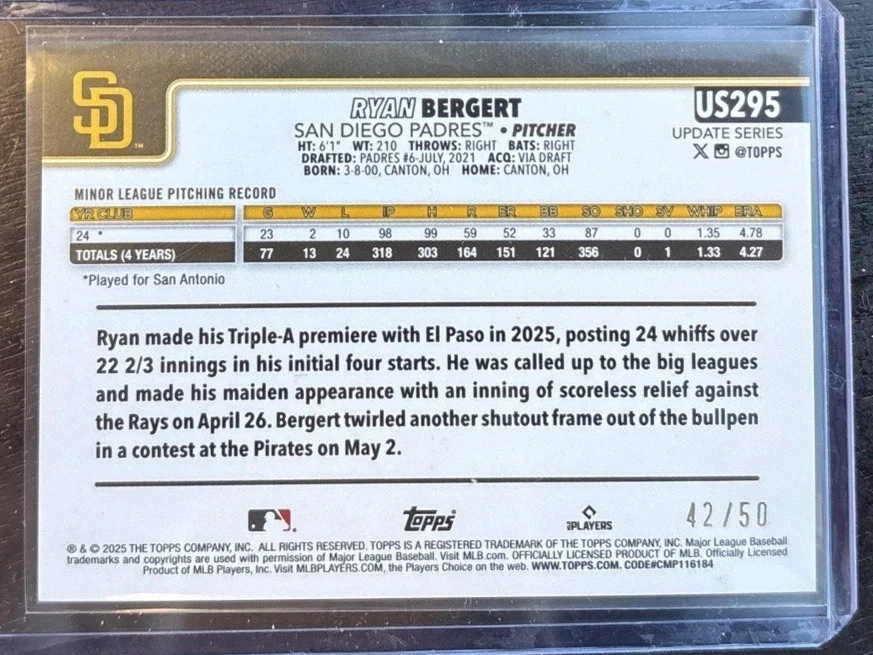 SD™
RYAN BERGERT
SAN DIEGO PADRES™ • PITCHER
HT: 6'1" WT: 210 THROWS: RIGHT BATS: RIGHT
DRAFTED: PADRES #6-JULY, 2021 ACQ: VIA DRAFT
BORN: 3-8-00, CANTON, OH HOME: CANTON, OH
US295
UPDATE SERIES
X @TOPPS
MINOR LEAGUE PITCHING RECORD
YR CLUB G W L IP H R ER BB SO SHO SV WHIP ERA
24 * 23 2 10 98 99 59 52 33 87 0 0 1.35 4.78
TOTALS (4 YEARS) 77 13 24 318 303 164 151 121 356 0 1 1.33 4.27
*Played for San Antonio
Ryan made his Triple-A premiere with El Paso in 2025, posting 24 whiffs over
22 2/3 innings in his initial four starts. He was called up to the big leagues
and made his maiden appearance with an inning of scoreless relief against
the Rays on April 26. Bergert twirled another shutout frame out of the bullpen
in a contest at the Pirates on May 2.
Topps
PLAYERS
42/50
® & © 2025 THE TOPPS COMPANY, INC. ALL RIGHTS RESERVED. TOPPS IS A REGISTERED TRADEMARK OF THE TOPPS COMPANY, INC. Major League Baseball
trademarks and copyrights are used with permission of Major League Baseball. Visit MLB.com. OFFICIALLY LICENSED PRODUCT OF MLB. Officially Licensed
Product of MLB Players, Inc. Visit MLBPLAYERS.COM, the Players Choice on the web. WWW.TOPPS.COM. CODE#CMP116184